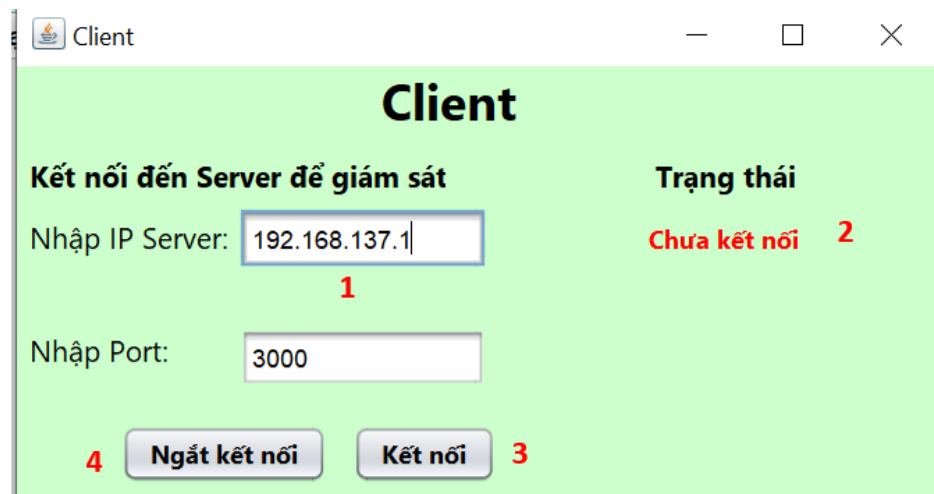 Client
Client
Kết nối đến Server để giám sát Trạng thái
Nhập IP Server: 192.168.137.1 Chưa kết nối 2
1
Nhập Port: 3000
4 Ngắt kết nối Kết nối 3